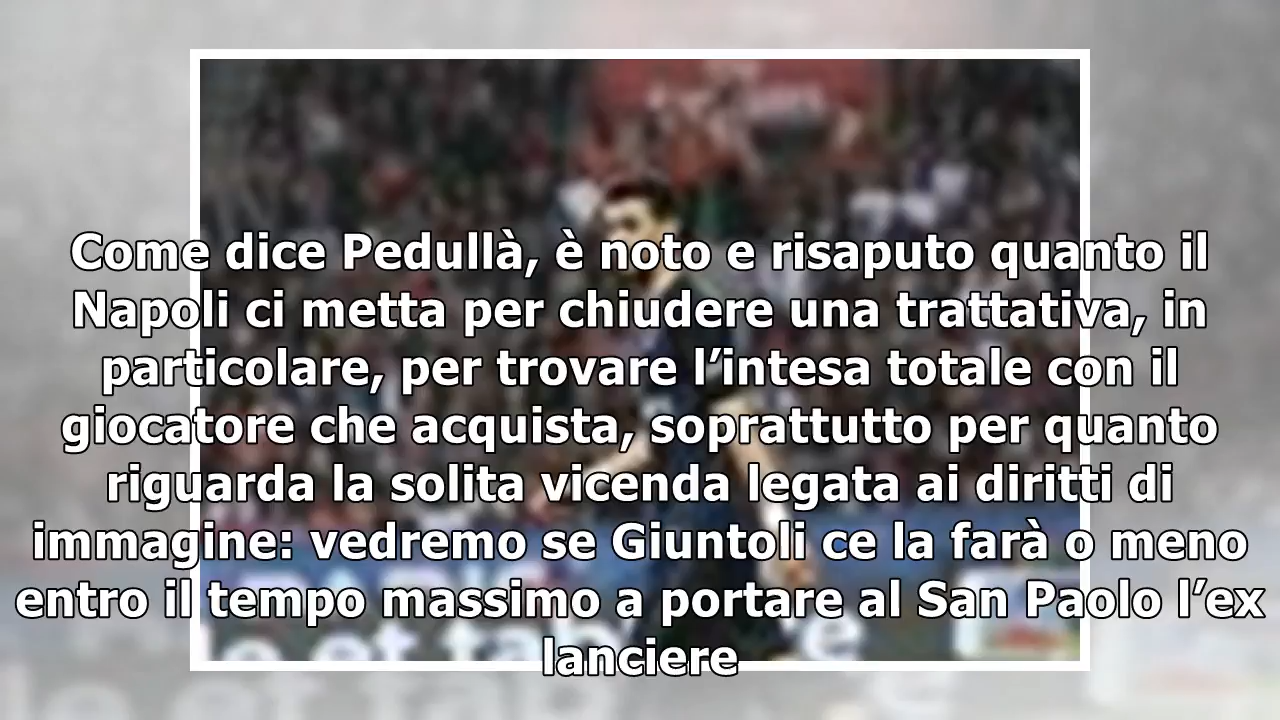 Come dice Pedullà, è noto e risaputo quanto il
Napoli ci metta per chiudere una trattativa, in
particolare, per trovare l’intesa totale con il
giocatore che acquista, soprattutto per quanto
riguarda la solita vicenda legata ai diritti di
immagine: vedremo se Giuntoli ce la farà o meno
entro il tempo massimo a portare al San Paolo l’ex
lanciere